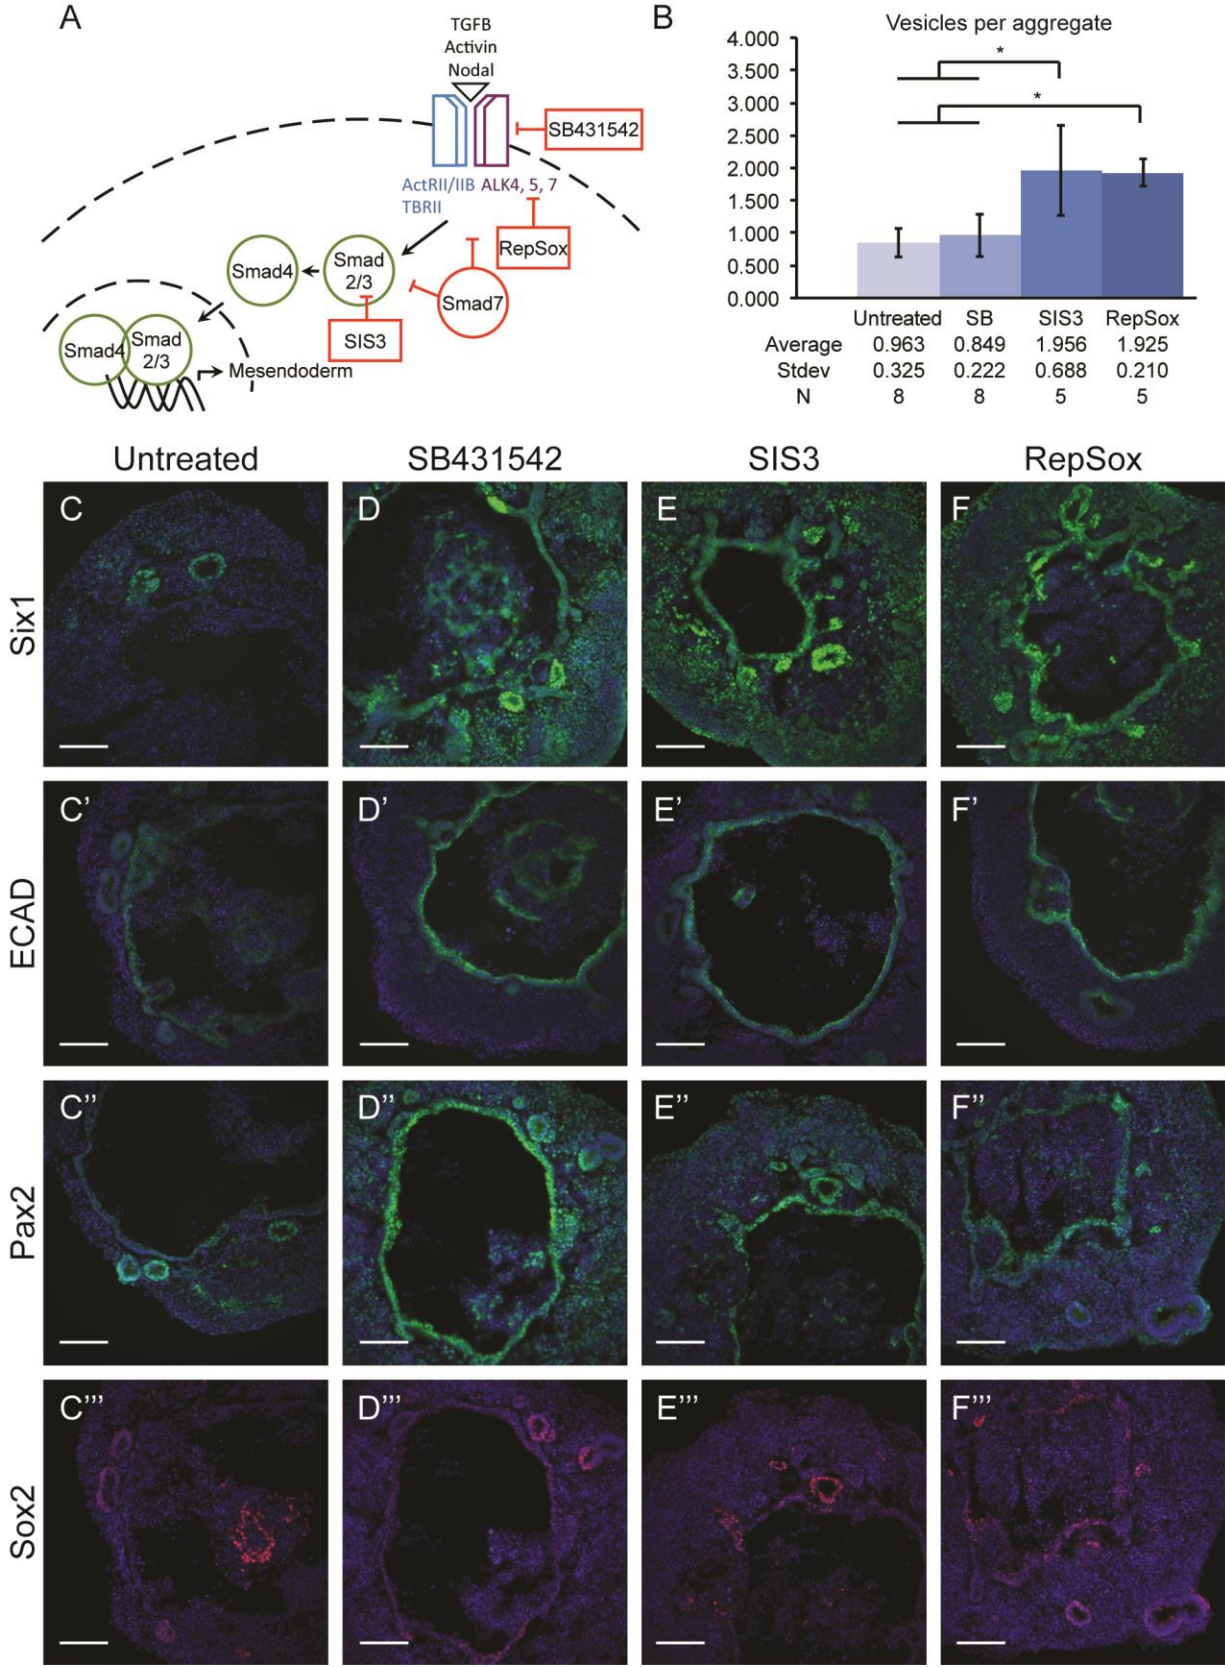 A
TGFB
Activin
Nodal
SB431542
ActRII/IIB ALK4, 5, 7
TBRII
RepSox
Smad4
Smad
2/3
Smad7
SIS3
Smad4
Smad
2/3
Mesendoderm
B
Vesicles per aggregate
4.000
3.500
3.000
2.500
2.000
1.500
1.000
0.500
0.000
*
*
Untreated SB SIS3 RepSox
Average 0.963 0.849 1.956 1.925
Stdev 0.325 0.222 0.688 0.210
N 8 8 5 5
Untreated SB431542 SIS3 RepSox
Six1
C D E F
ECAD
C' D' E' F'
Pax2
C" D" E" F"
Sox2
C''' D''' E''' F'''